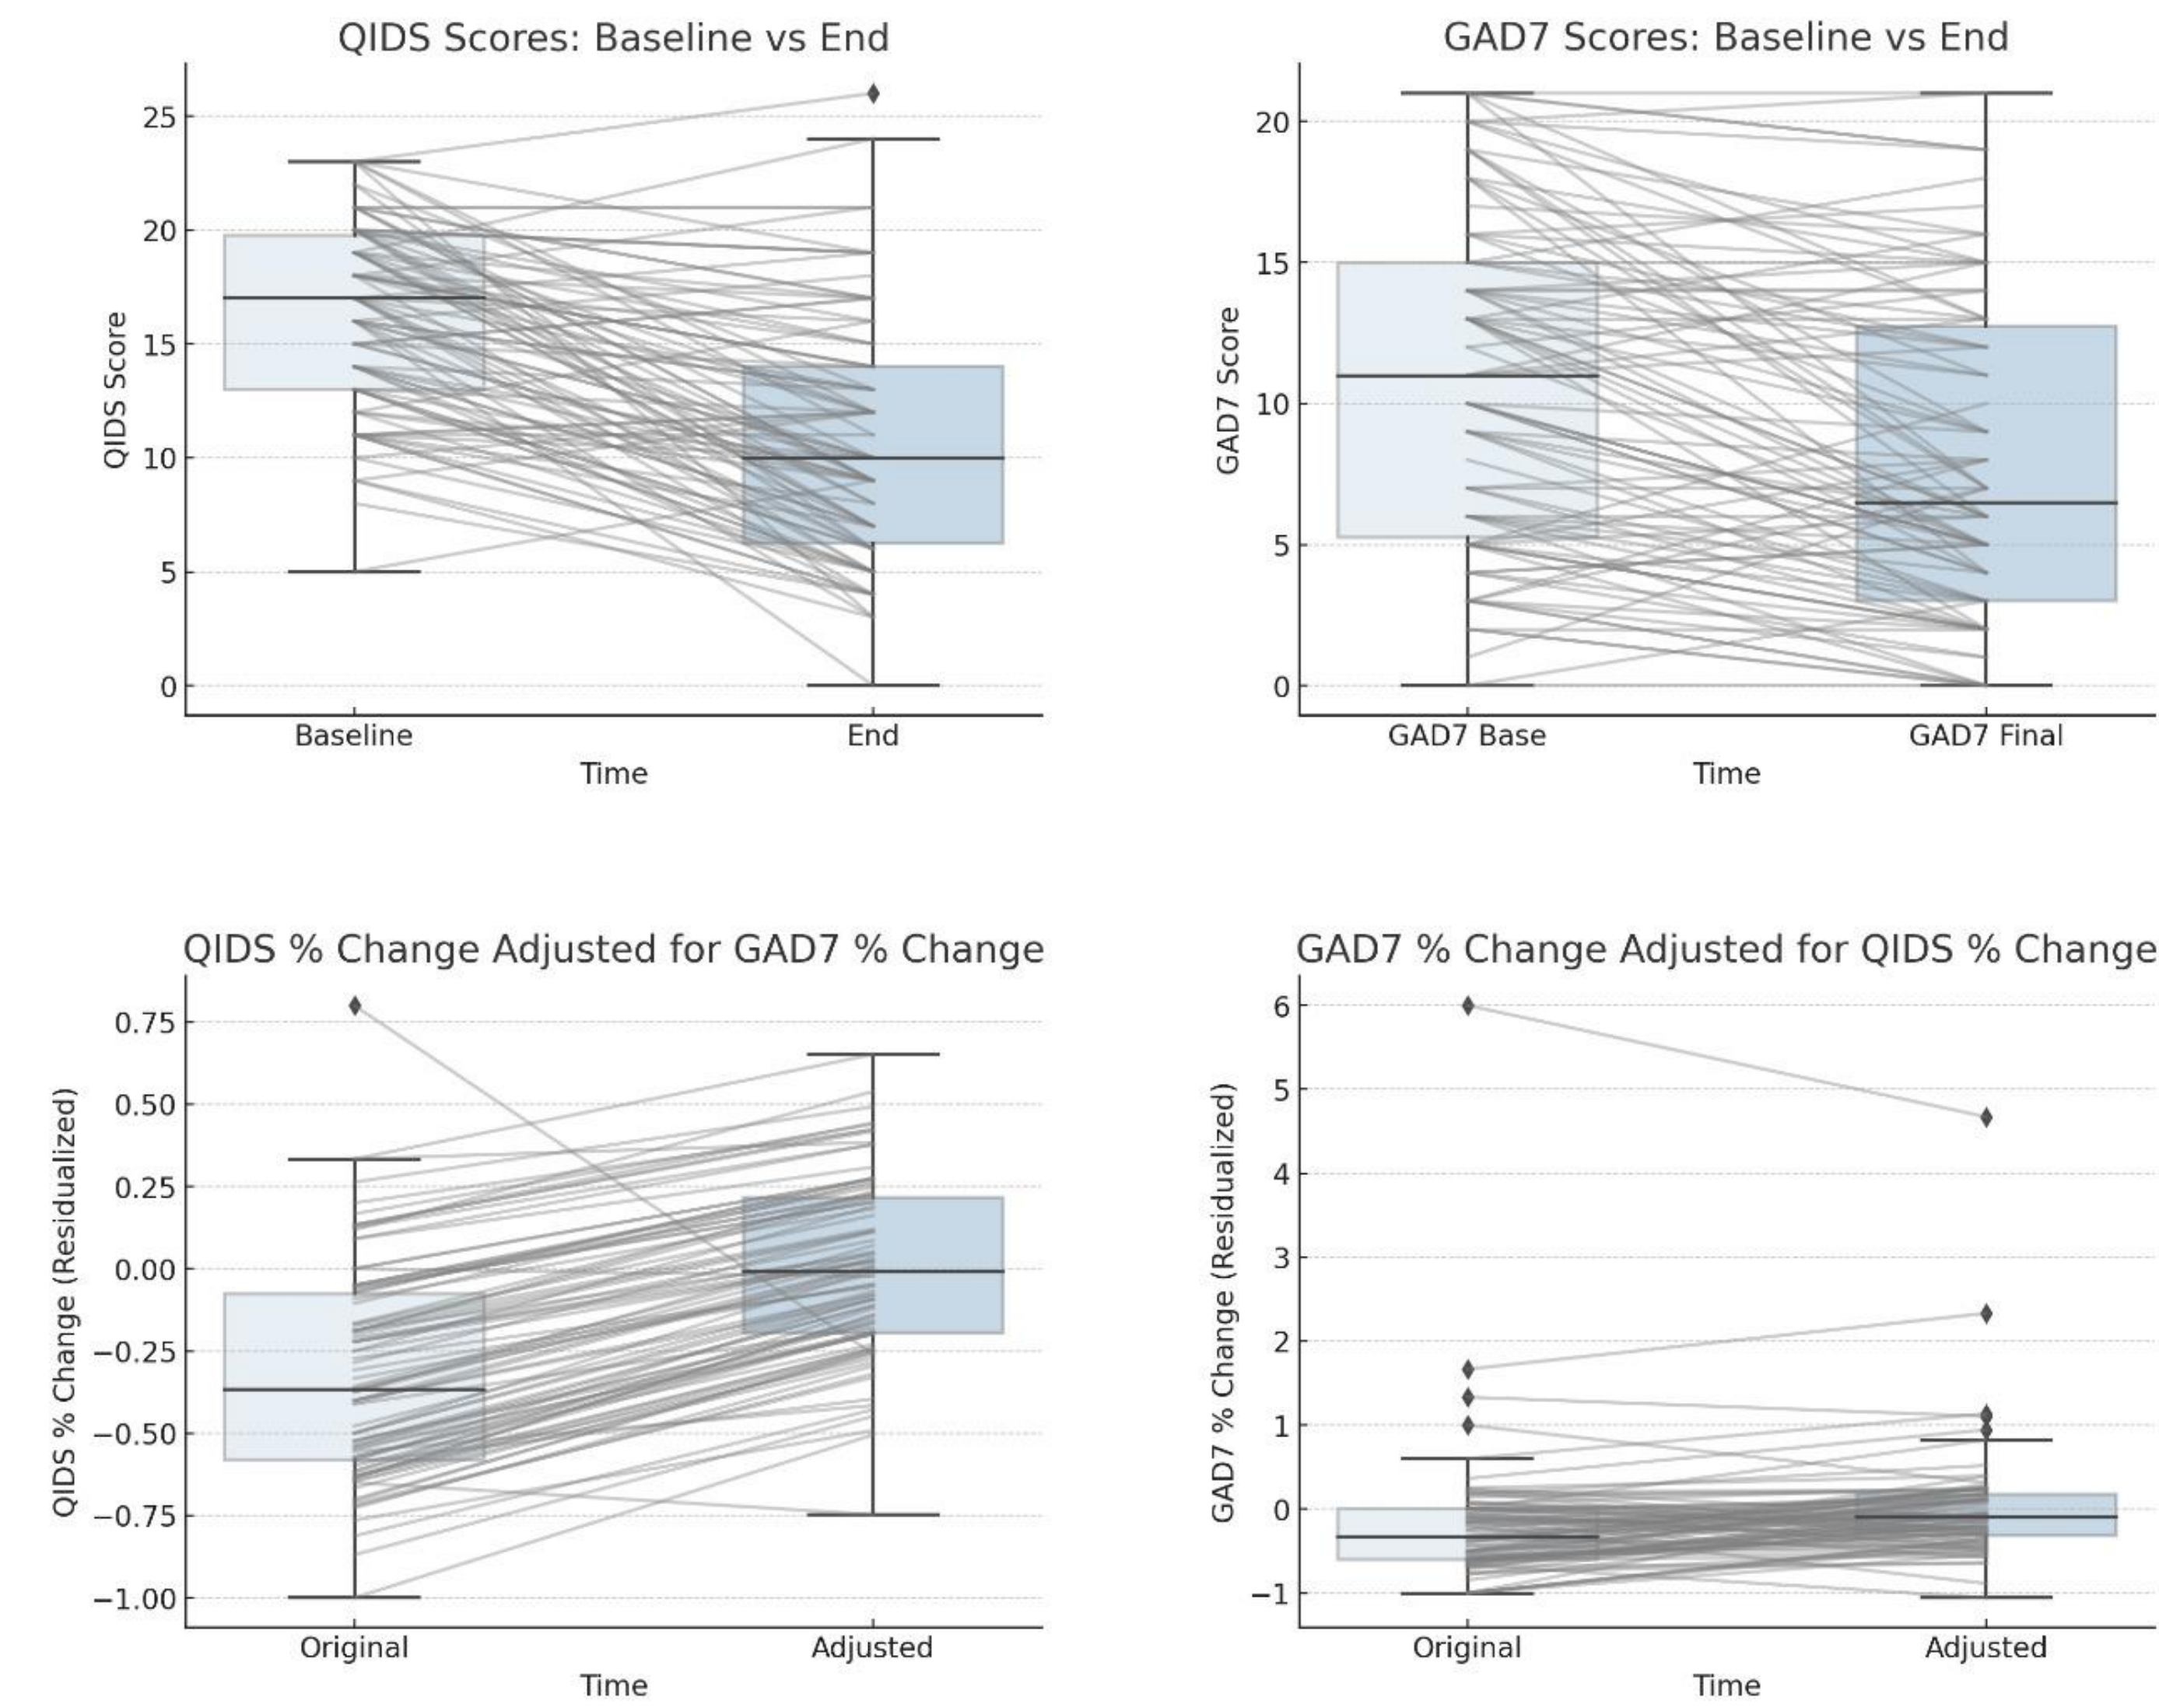 QIDS Scores: Baseline vs End
QIDS Score
25
20
15
10
5
0
Baseline
End
Time
GAD7 Scores: Baseline vs End
GAD7 Score
20
15
10
5
0
GAD7 Base
GAD7 Final
Time
QIDS % Change Adjusted for GAD7 % Change
QIDS % Change (Residualized)
0.75
0.50
0.25
0.00
−0.25
−0.50
−0.75
−1.00
Original
Adjusted
Time
GAD7 % Change Adjusted for QIDS % Change
GAD7 % Change (Residualized)
6
5
4
3
2
1
0
−1
Original
Adjusted
Time